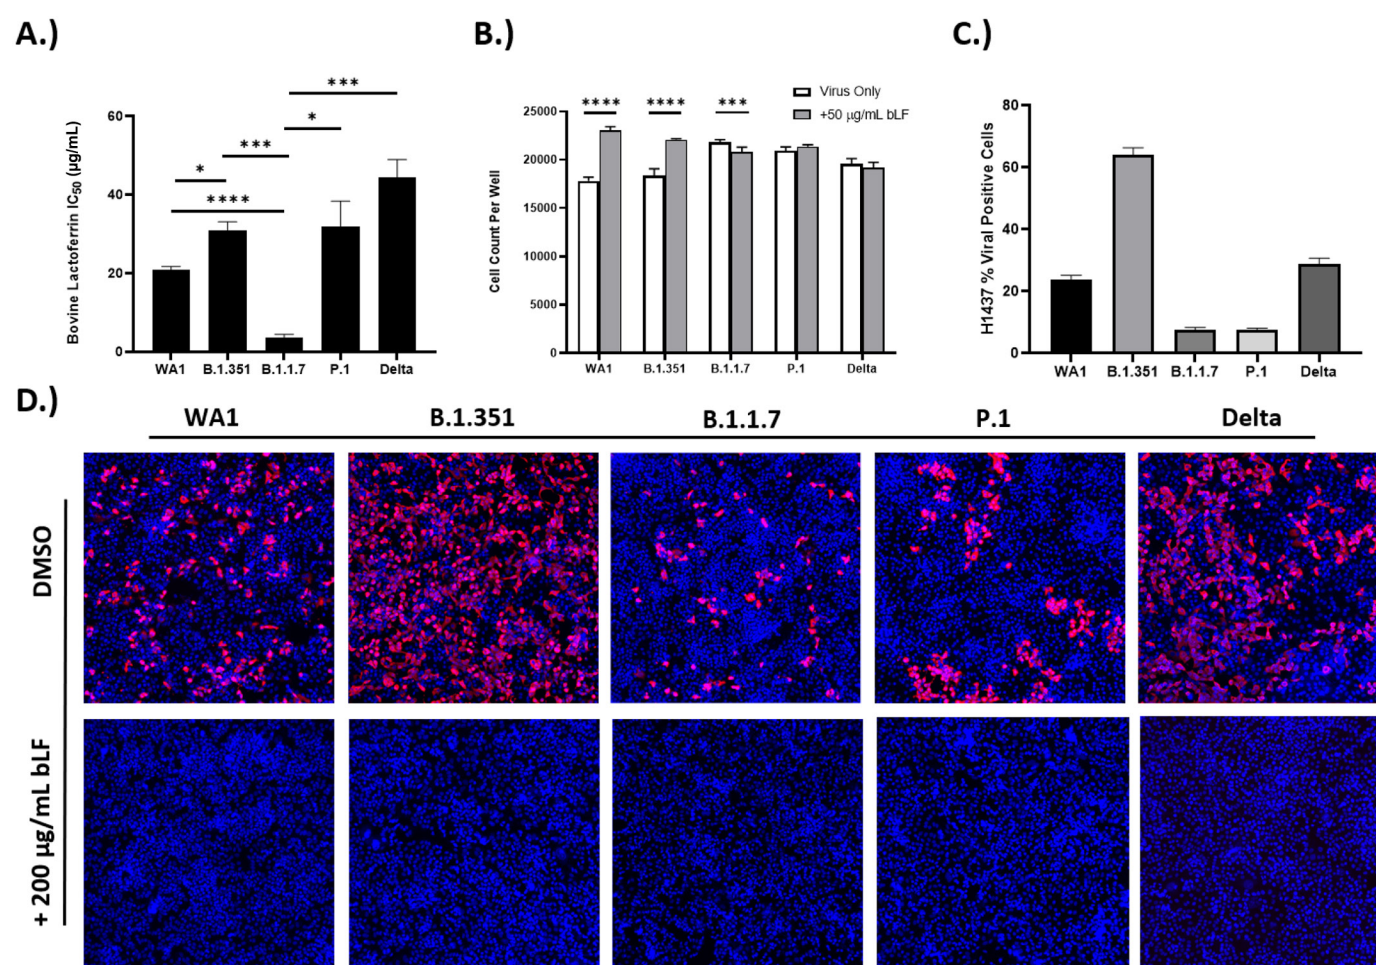 A.)
B.)
C.)
Bovine Lactoferrin IC50 (µg/mL)
60
40
20
0
*
****
***
*
***
WA1 B.1.351 B.1.1.7 P.1 Delta
Cell Count Per Well
25000
20000
15000
10000
5000
0
**** **** ***
Virus Only
+50 µg/mL bLF
WA1 B.1.351 B.1.1.7 P.1 Delta
H1437 % Viral Positive Cells
80
60
40
20
0
WA1 B.1.351 B.1.1.7 P.1 Delta
D.)
WA1 B.1.351 B.1.1.7 P.1 Delta
DMSO
+ 200 µg/mL bLF